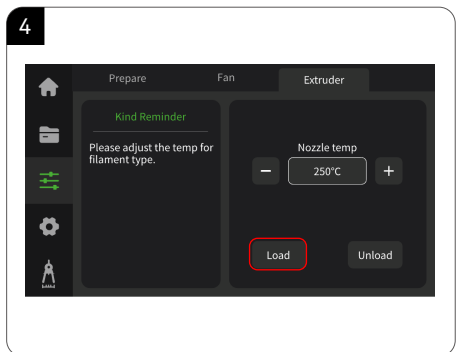 4
Prepare Fan Extruder
Kind Reminder
Please adjust the temp for
filament type.
Nozzle temp
− 250°C +
Load Unload